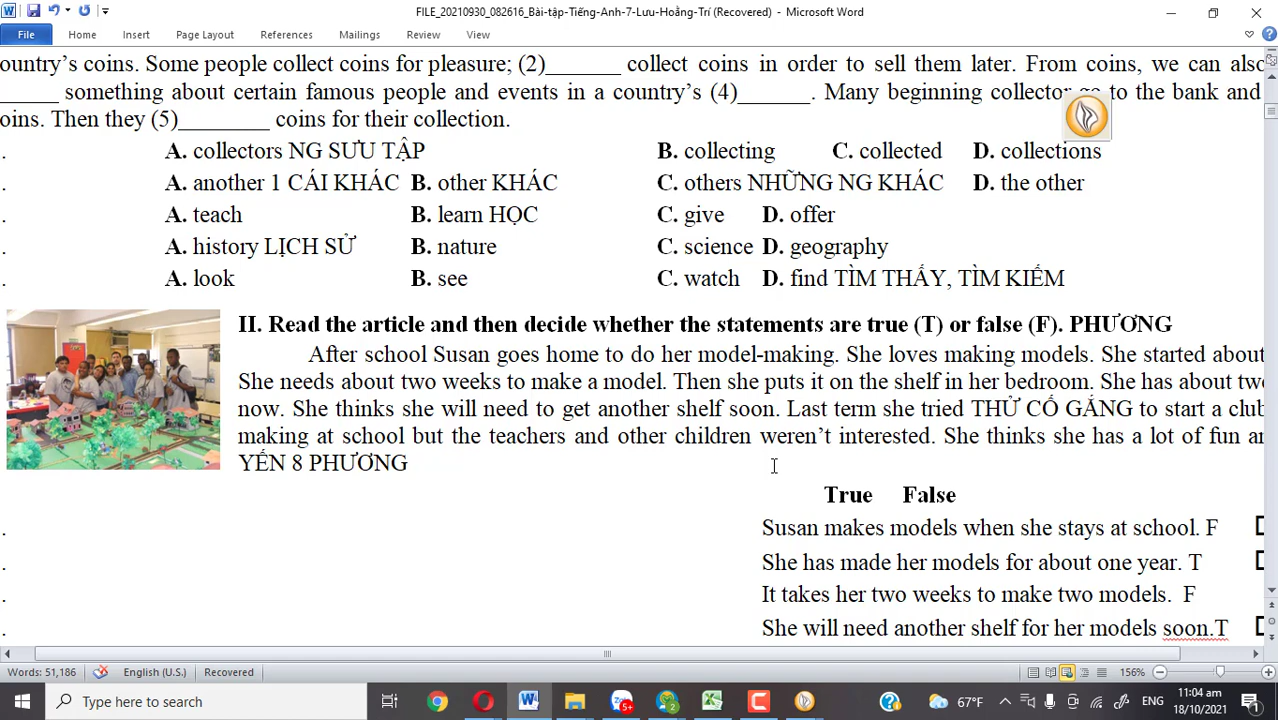 FILE_20210930_082616_Bài-tập-Tiếng-Anh-7-Lưu-Hoằng-Trí (Recovered) - Microsoft Word
File Home Insert Page Layout References Mailings Review View
ountry's coins. Some people collect coins for pleasure; (2)_______ collect coins in order to sell them later. From coins, we can also
_____ something about certain famous people and events in a country's (4)_______. Many beginning collector go to the bank and
oins. Then they (5)_________ coins for their collection.
. A. collectors NG SƯU TẬP B. collecting C. collected D. collections
. A. another 1 CÁI KHÁC B. other KHÁC C. others NHỮNG NG KHÁC D. the other
. A. teach B. learn HỌC C. give D. offer
. A. history LỊCH SỬ B. nature C. science D. geography
. A. look B. see C. watch D. find TÌM THẤY, TÌM KIẾM
II. Read the article and then decide whether the statements are true (T) or false (F). PHƯƠNG
After school Susan goes home to do her model-making. She loves making models. She started about
She needs about two weeks to make a model. Then she puts it on the shelf in her bedroom. She has about
now. She thinks she will need to get another shelf soon. Last term she tried THỬ CỐ GẮNG to start a club
making at school but the teachers and other children weren't interested. She thinks she has a lot of fun
YẾN 8 PHƯƠNG
True False
. Susan makes models when she stays at school. F
. She has made her models for about one year. T
. It takes her two weeks to make two models. F
. She will need another shelf for her models soon.T
Words: 51,186 English (U.S.) Recovered 156%
Type here to search 5+ 2 67°F ENG 11:04 am
18/10/2021 1